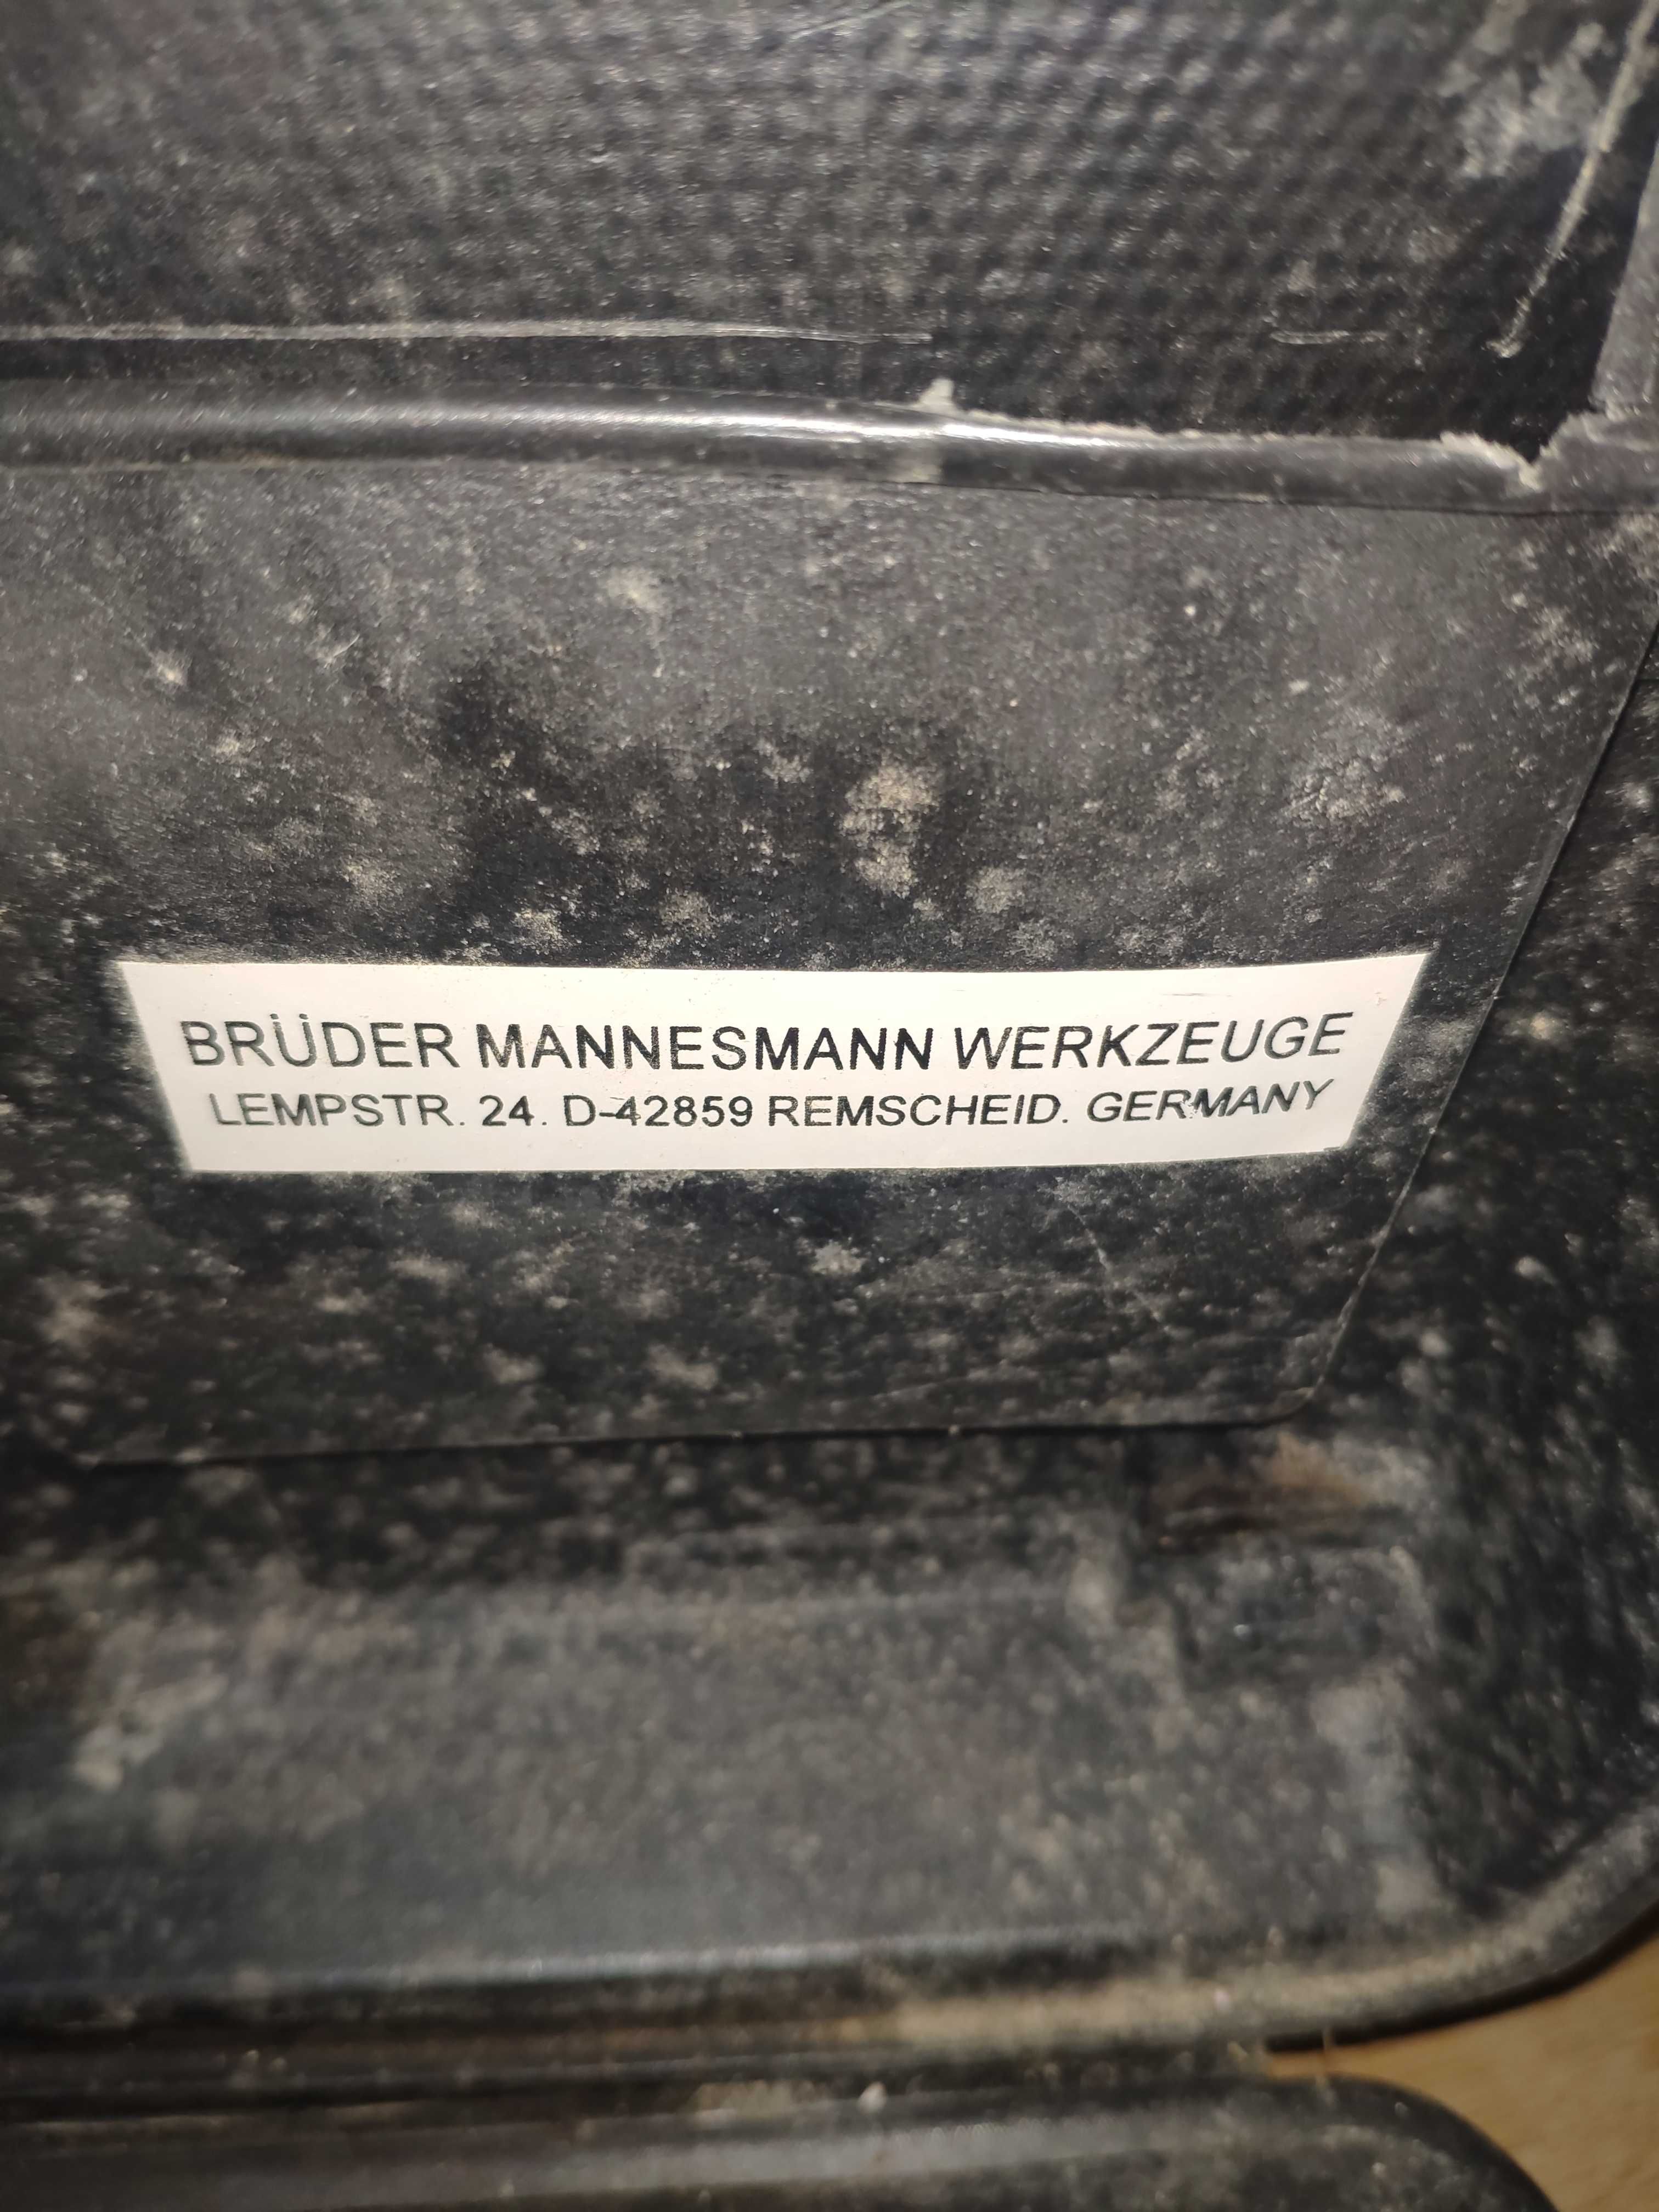 BRÜDER MANNESMANN WERKZEUGE
LEMPSTR. 24. D-42859 REMSCHEID. GERMANY